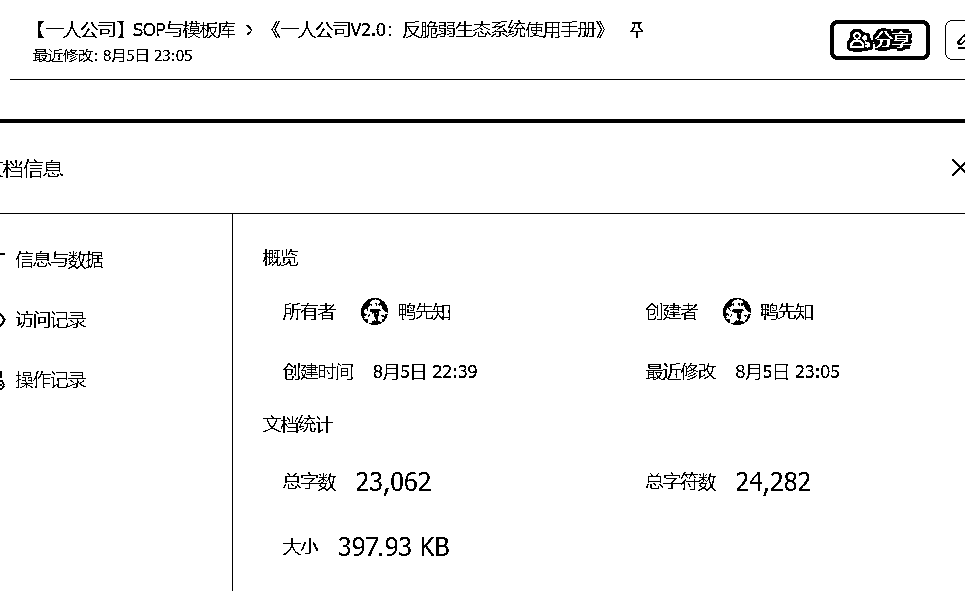 【一人公司】SOP与模板库 > 《一人公司V2.0：反脆弱生态系统使用手册》
最近修改: 8月5日 23:05
分享
文档信息
信息与数据
访问记录
操作记录
概览
所有者 鸭先知 创建者 鸭先知
创建时间 8月5日 22:39 最近修改 8月5日 23:05
文档统计
总字数 23,062 总字符数 24,282
大小 397.93 KB